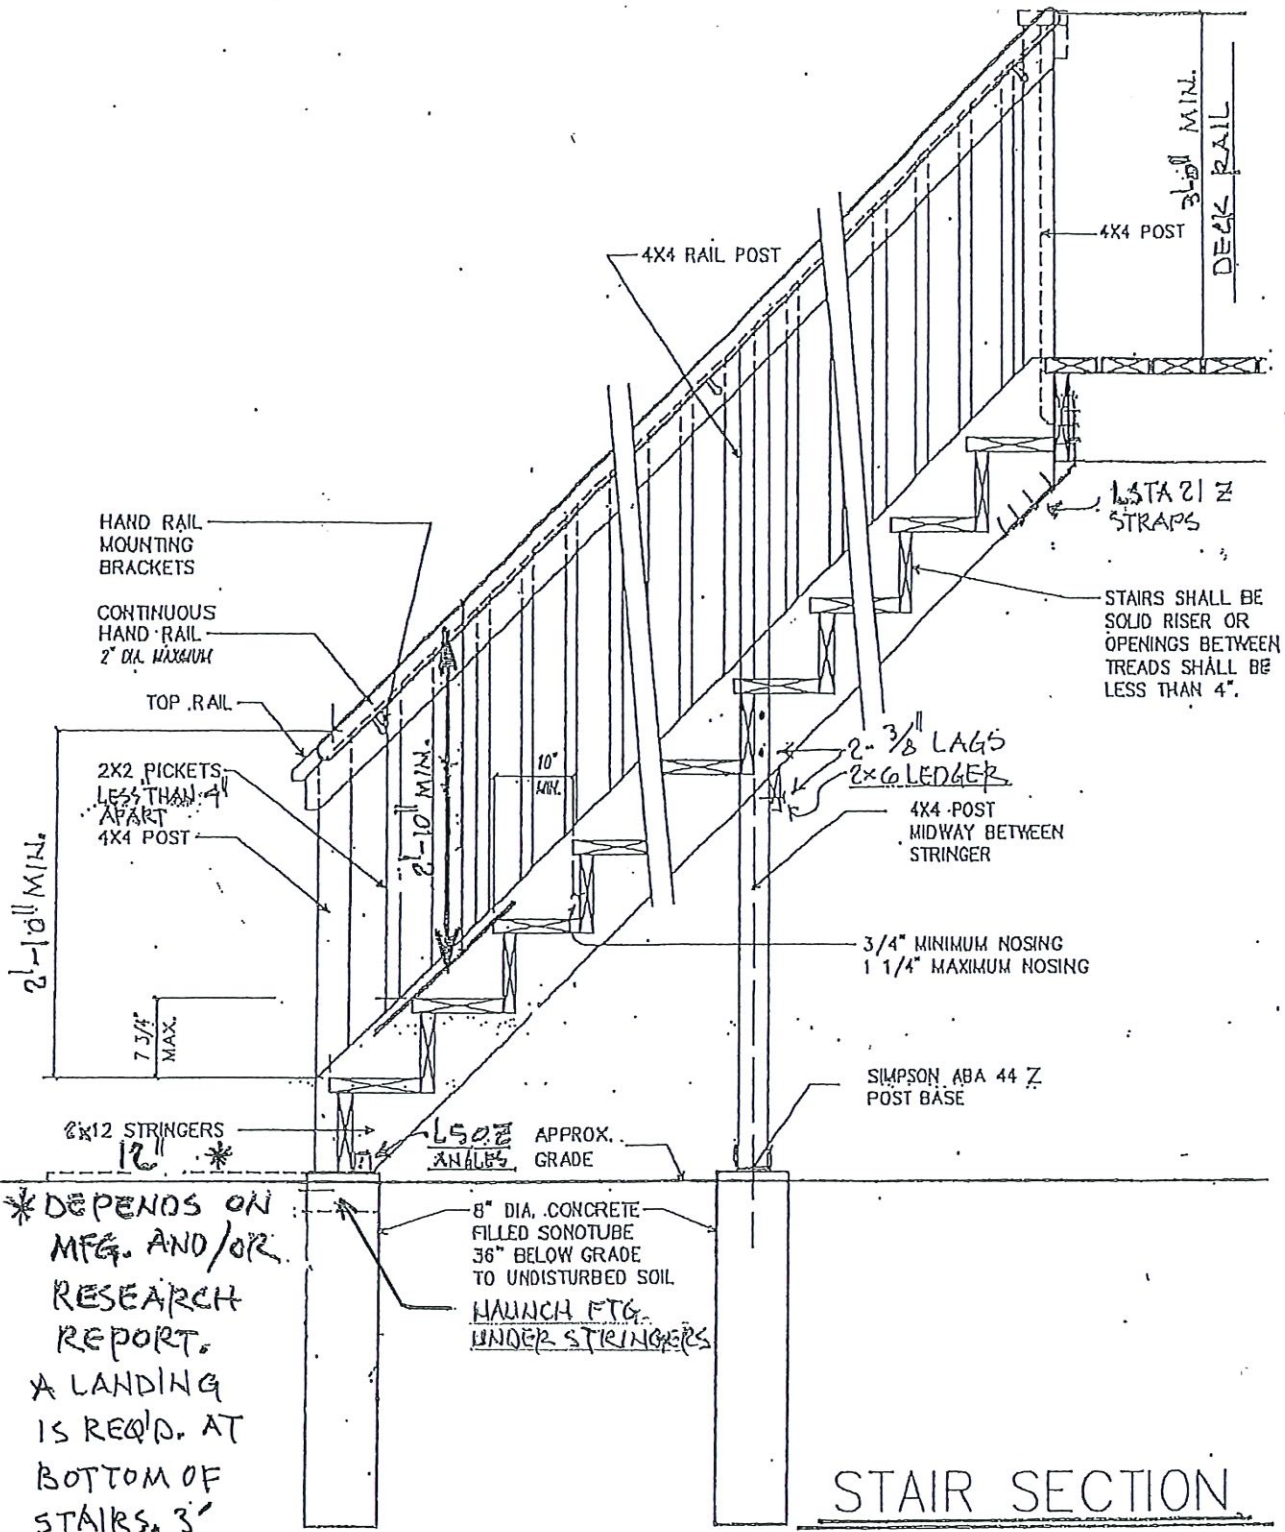 3'-0" MIN.
DECK RAIL
4X4 POST
4X4 RAIL POST
HAND RAIL
MOUNTING
BRACKETS
CONTINUOUS
HAND RAIL
2" DIA. MAXIMUM
TOP RAIL
2X2 PICKETS
LESS THAN 4"
APART
4X4 POST
2'-10" MIN.
2'-10" MIN.
10"
MIN.
7 3/4"
MAX.
LSTA 21 Z
STRAPS
STAIRS SHALL BE
SOLID RISER OR
OPENINGS BETWEEN
TREADS SHALL BE
LESS THAN 4".
2- 3/8" LAGS
2x6 LEDGER
4X4 POST
MIDWAY BETWEEN
STRINGER
3/4" MINIMUM NOSING
1 1/4" MAXIMUM NOSING
SIMPSON ABA 44 Z
POST BASE
2x12 STRINGERS
12" *
L50Z
ANGLES
APPROX.
GRADE
* DEPENDS ON
MFG. AND/OR
RESEARCH
REPORT.
A LANDING
IS REQ'D. AT
BOTTOM OF
STAIRS. 3'
8" DIA. CONCRETE
FILLED SONOTUBE
36" BELOW GRADE
TO UNDISTURBED SOIL
HAUNCH FTG.
UNDER STRINGERS
STAIR SECTION